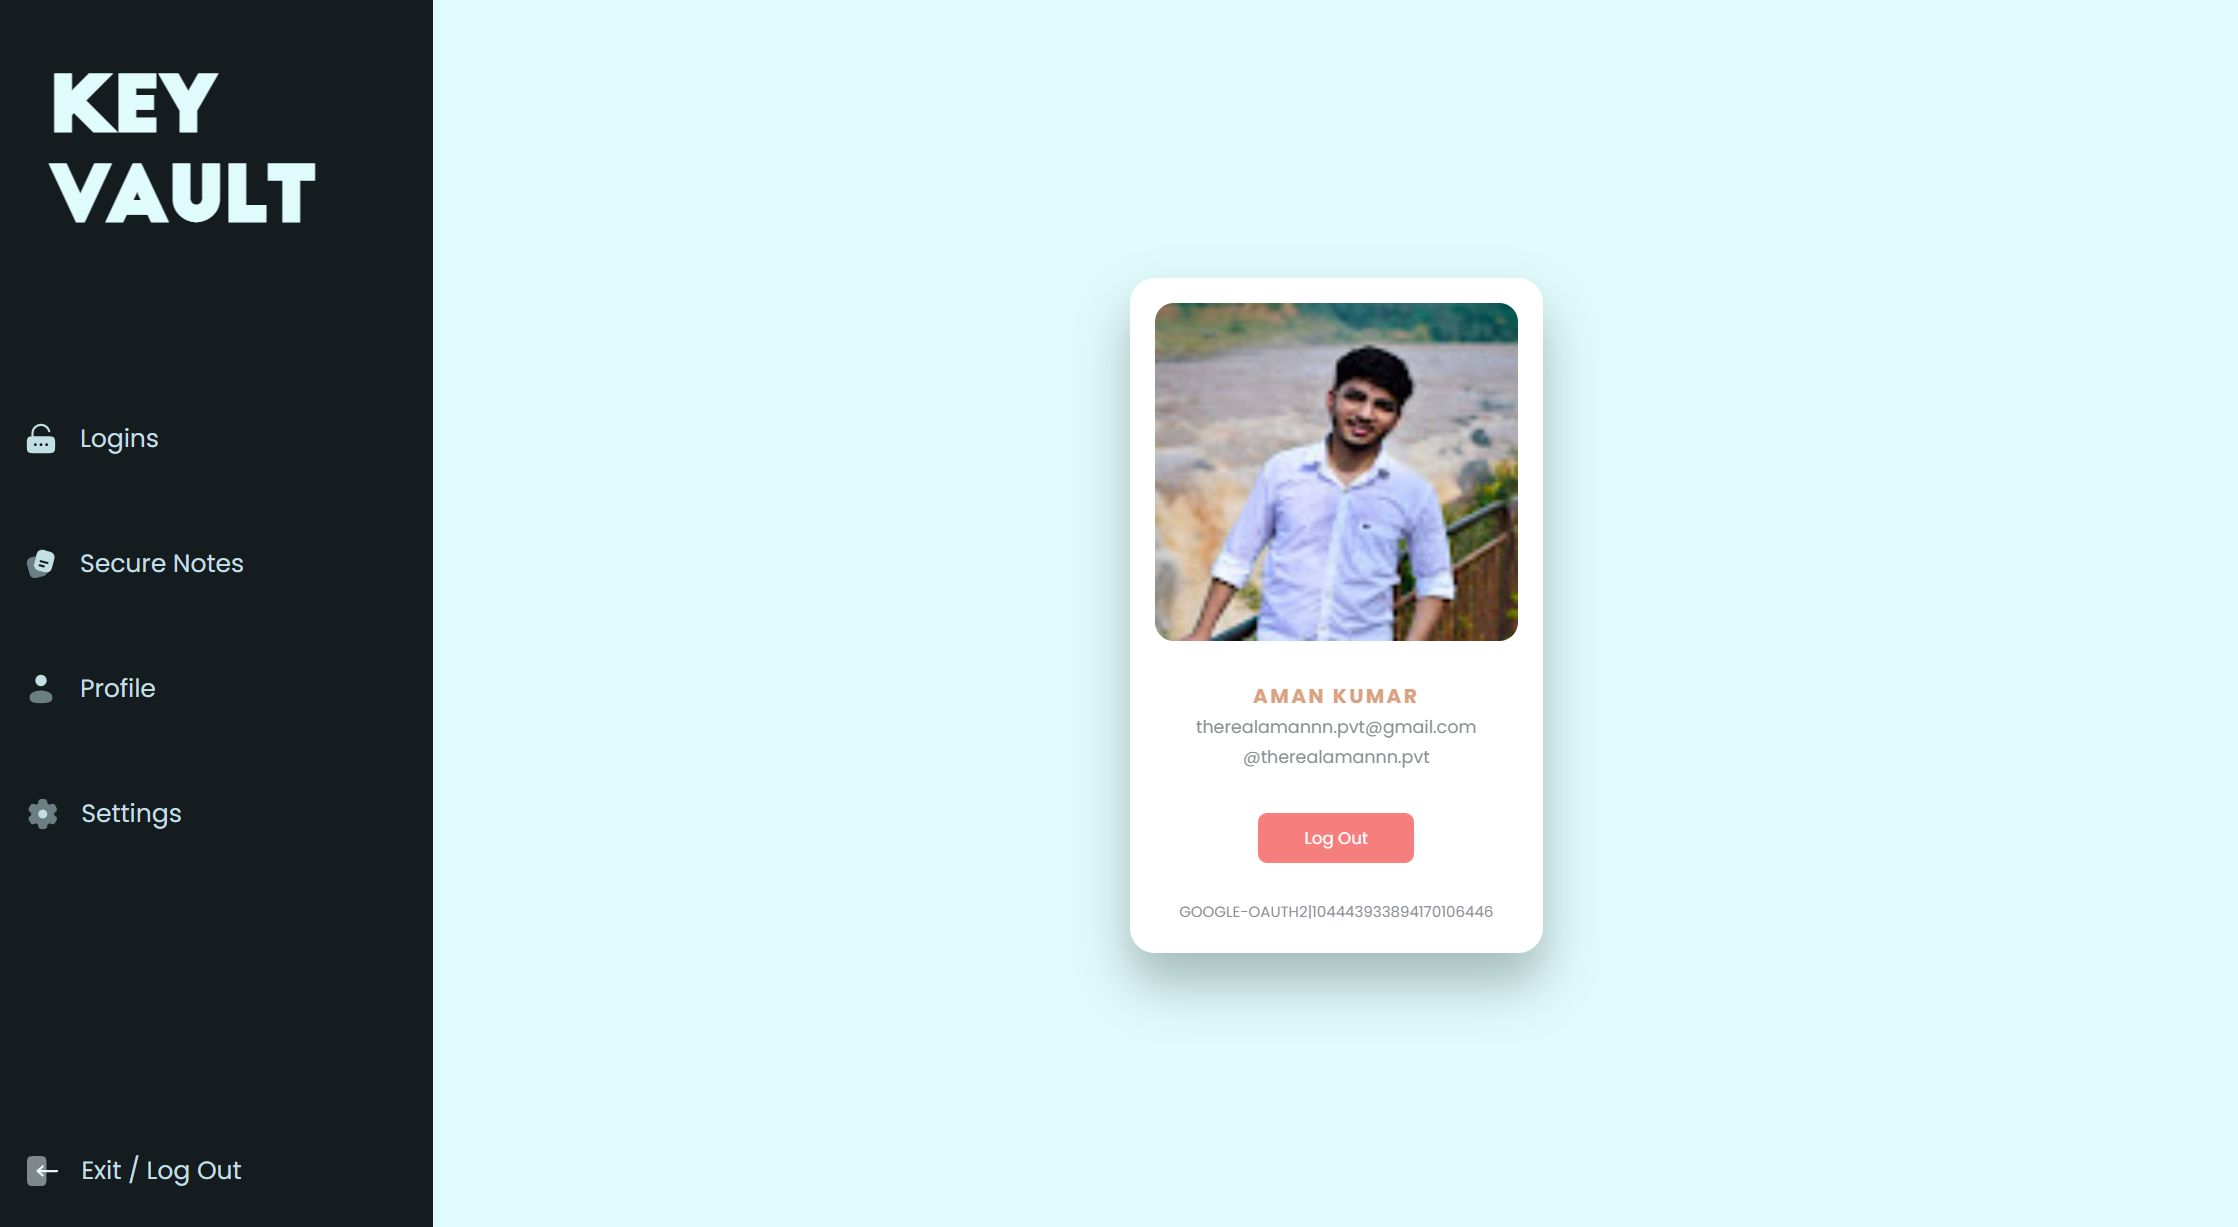 KEY
VAULT
Logins
Secure Notes
Profile
Settings
Exit / Log Out
AMAN KUMAR
therealamannn.pvt@gmail.com
@therealamannn.pvt
Log Out
GOOGLE-OAUTH2|104443933894170106446